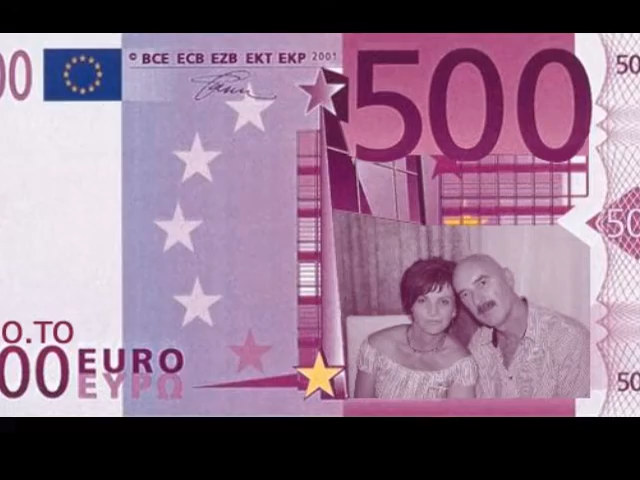 00
© BCE ECB EZB EKT EKP 2001
500
50
50
O.TO
00 EURO
ΕΥΡΩ
50